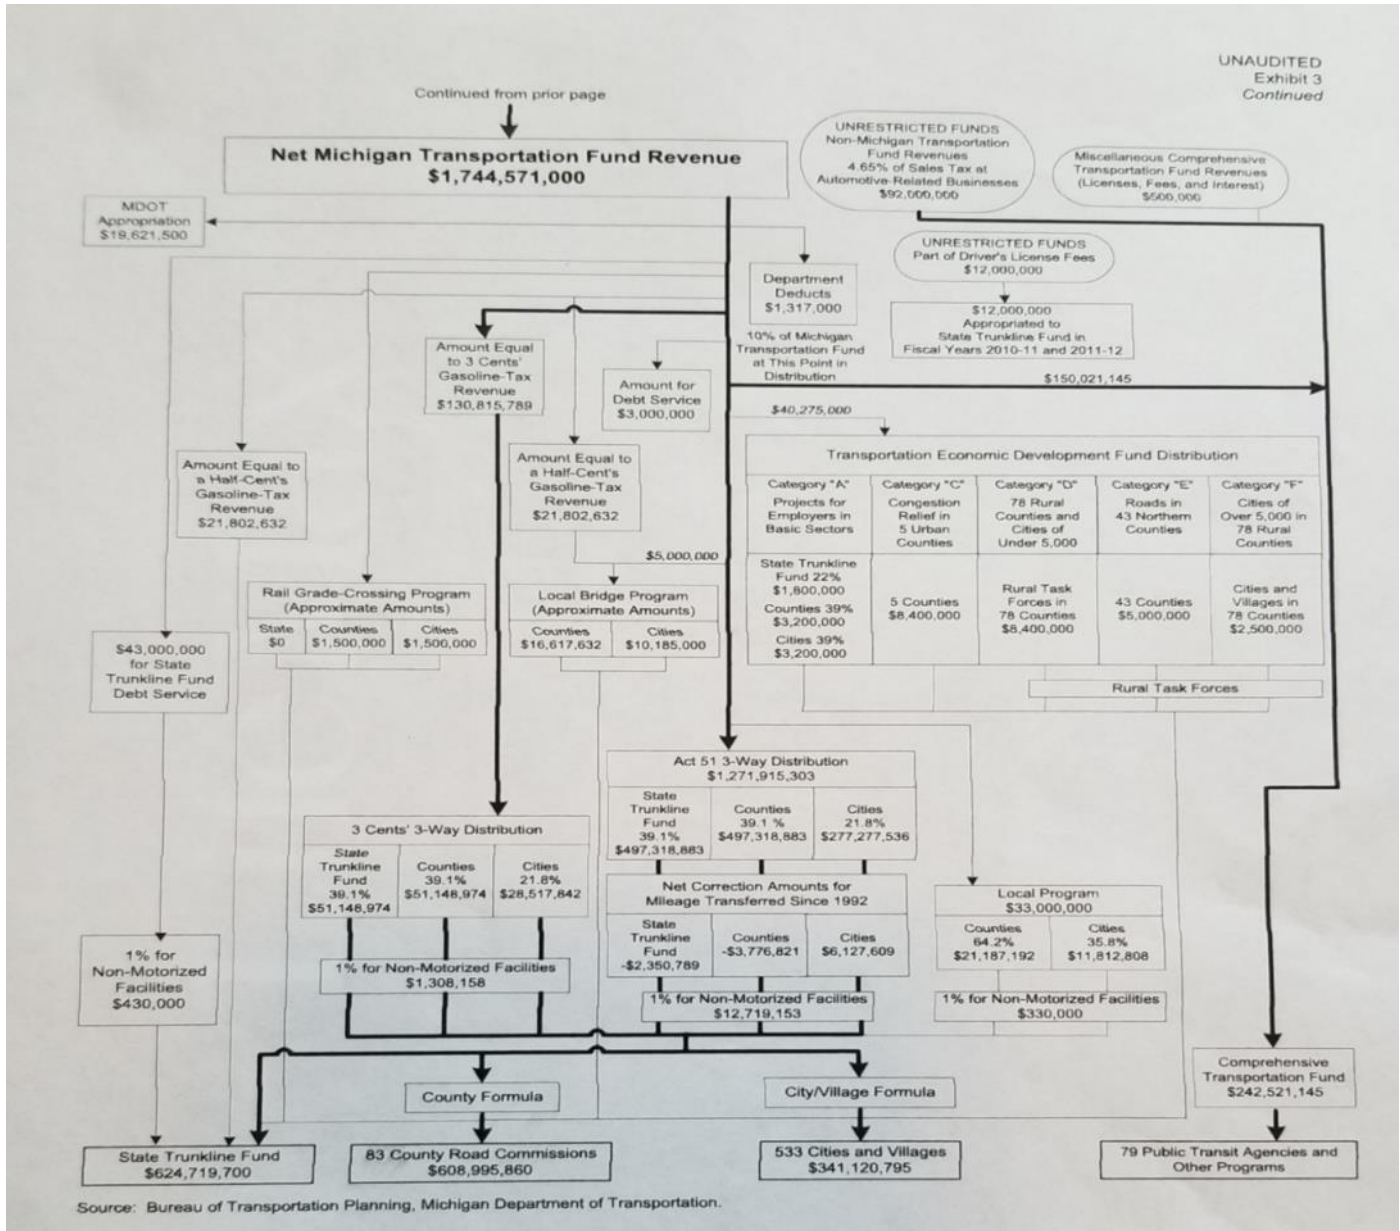 UNAUDITED
Exhibit 3
Continued
Continued from prior page
Net Michigan Transportation Fund Revenue
$1,744,571,000
UNRESTRICTED FUNDS
Non-Michigan Transportation
Fund Revenues
4.65% of Sales Tax at
Automotive-Related Businesses
$92,000,000
Miscellaneous Comprehensive
Transportation Fund Revenues
(Licenses, Fees, and Interest)
$500,000
MDOT
Appropriation
$19,621,500
UNRESTRICTED FUNDS
Part of Driver's License Fees
$12,000,000
Department
Deducts
$1,317,000
$12,000,000
Appropriated to
State Trunkline Fund in
Fiscal Years 2010-11 and 2011-12
10% of Michigan
Transportation Fund
at This Point in
Distribution
$150,021,145
Amount Equal
to 3 Cents'
Gasoline-Tax
Revenue
$130,815,789
Amount for
Debt Service
$3,000,000
$40,275,000
Amount Equal to
a Half-Cent's
Gasoline-Tax
Revenue
$21,802,632
Amount Equal to
a Half-Cent's
Gasoline-Tax
Revenue
$21,802,632
$5,000,000
Transportation Economic Development Fund Distribution
Category "A"
Projects for
Employers in
Basic Sectors
Category "C"
Congestion
Relief in
5 Urban
Counties
Category "D"
78 Rural
Counties and
Cities of
Under 5,000
Category "E"
Roads in
43 Northern
Counties
Category "F"
Cities of
Over 5,000 in
78 Rural
Counties
State Trunkline
Fund 22%
$1,800,000
Counties 39%
$3,200,000
Cities 39%
$3,200,000
5 Counties
$8,400,000
Rural Task
Forces in
78 Counties
$8,400,000
43 Counties
$5,000,000
Cities and
Villages in
78 Counties
$2,500,000
Rural Task Forces
Rail Grade-Crossing Program
(Approximate Amounts)
State
$0
Counties
$1,500,000
Cities
$1,500,000
Local Bridge Program
(Approximate Amounts)
Counties
$16,617,632
Cities
$10,185,000
$43,000,000
for State
Trunkline Fund
Debt Service
Act 51 3-Way Distribution
$1,271,915,303
State
Trunkline
Fund
39.1%
$497,318,883
Counties
39.1 %
$497,318,883
Cities
21.8%
$277,277,536
3 Cents' 3-Way Distribution
State
Trunkline
Fund
39.1%
$51,148,974
Counties
39.1%
$51,148,974
Cities
21.8%
$28,517,842
Net Correction Amounts for
Mileage Transferred Since 1992
State
Trunkline
Fund
-$2,350,789
Counties
-$3,776,821
Cities
$6,127,609
Local Program
$33,000,000
Counties
64.2%
$21,187,192
Cities
35.8%
$11,812,808
1% for
Non-Motorized
Facilities
$430,000
1% for Non-Motorized Facilities
$1,308,158
1% for Non-Motorized Facilities
$12,719,153
1% for Non-Motorized Facilities
$330,000
County Formula
City/Village Formula
Comprehensive
Transportation Fund
$242,521,145
State Trunkline Fund
$624,719,700
83 County Road Commissions
$608,995,860
533 Cities and Villages
$341,120,795
79 Public Transit Agencies and
Other Programs
Source: Bureau of Transportation Planning, Michigan Department of Transportation.